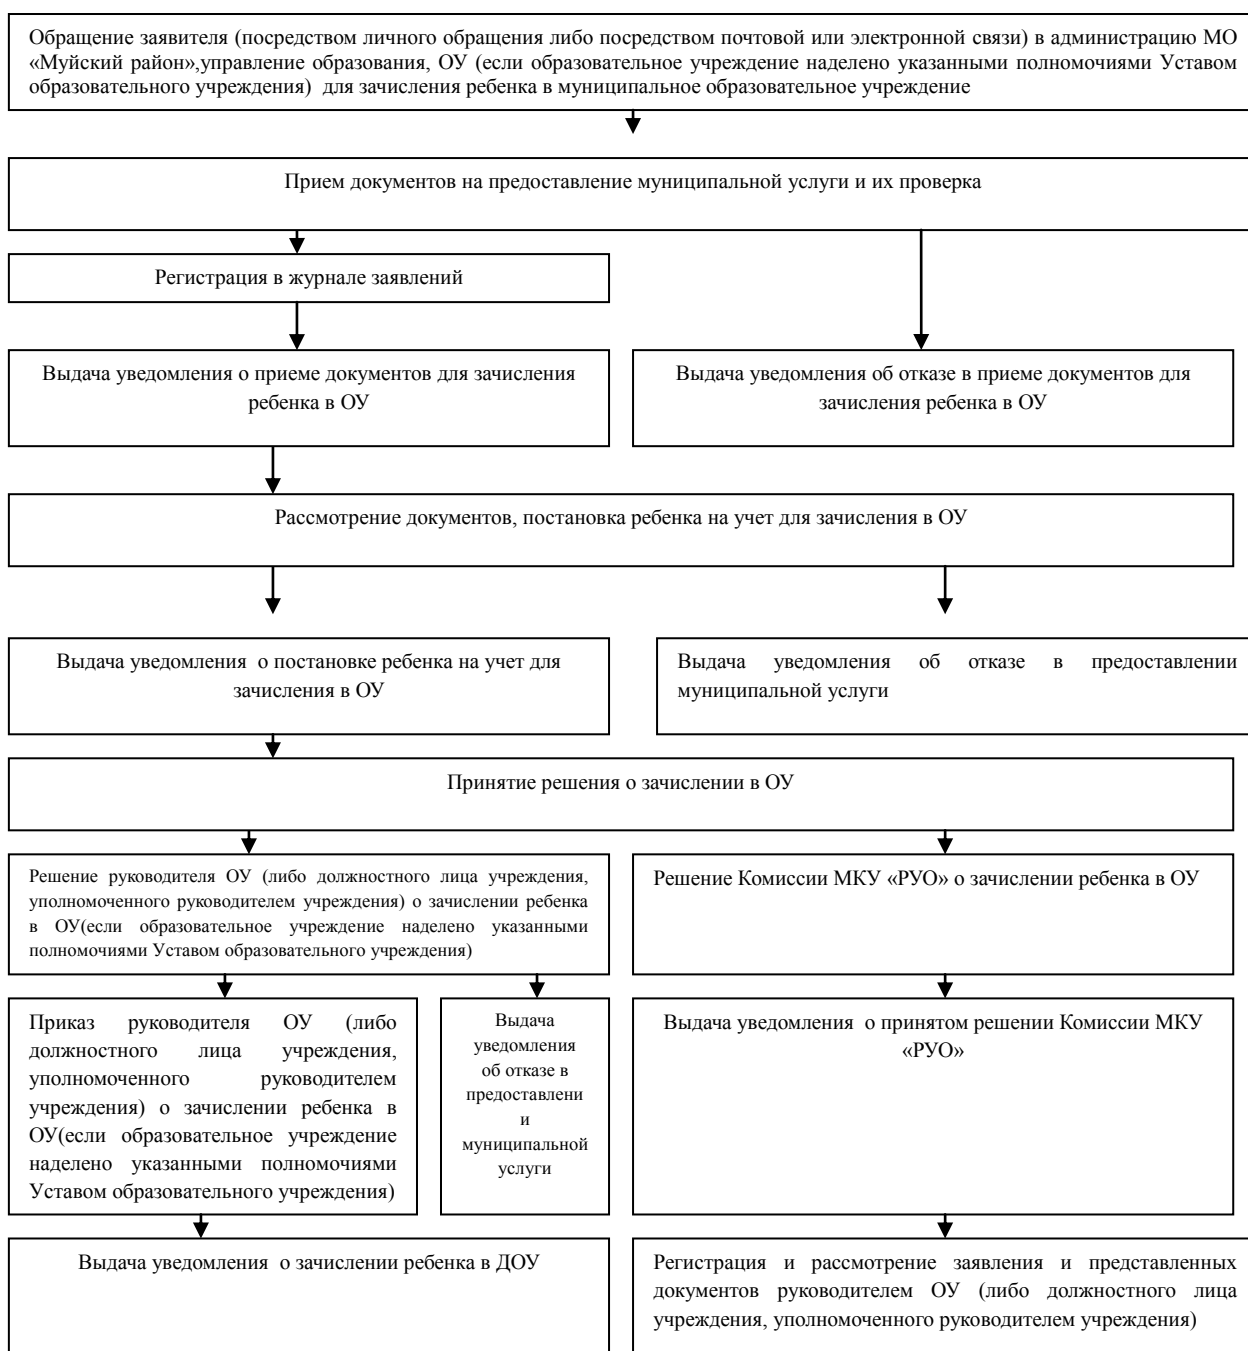 Обращение заявителя (посредством личного обращения либо посредством почтовой или электронной связи) в администрацию МО
«Муйский район»,управление образования, ОУ (если образовательное учреждение наделено указанными полномочиями Уставом
образовательного учреждения) для зачисления ребенка в муниципальное образовательное учреждение
Прием документов на предоставление муниципальной услуги и их проверка
Регистрация в журнале заявлений
Выдача уведомления о приеме документов для зачисления
ребенка в ОУ
Выдача уведомления об отказе в приеме документов для
зачисления ребенка в ОУ
Рассмотрение документов, постановка ребенка на учет для зачисления в ОУ
Выдача уведомления о постановке ребенка на учет для
зачисления в ОУ
Выдача уведомления об отказе в предоставлении
муниципальной услуги
Принятие решения о зачислении в ОУ
Решение руководителя ОУ (либо должностного лица учреждения,
уполномоченного руководителем учреждения) о зачислении ребенка
в ОУ(если образовательное учреждение наделено указанными
полномочиями Уставом образовательного учреждения)
Решение Комиссии МКУ «РУО» о зачислении ребенка в ОУ
Приказ руководителя ОУ (либо
должностного лица учреждения,
уполномоченного руководителем
учреждения) о зачислении ребенка в
ОУ(если образовательное учреждение
наделено указанными полномочиями
Уставом образовательного учреждения)
Выдача
уведомления
об отказе в
предоставлени
и
муниципальной
услуги
Выдача уведомления о принятом решении Комиссии МКУ
«РУО»
Выдача уведомления о зачислении ребенка в ДОУ
Регистрация и рассмотрение заявления и представленных
документов руководителем ОУ (либо должностного лица
учреждения, уполномоченного руководителем учреждения)